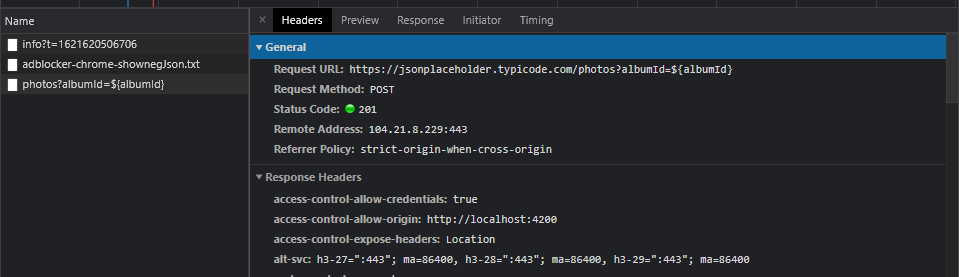 Name
info?t=1621620506706
adblocker-chrome-shownegJson.txt
photos?albumId=${albumId}
× Headers Preview Response Initiator Timing
▼ General
Request URL: https://jsonplaceholder.typicode.com/photos?albumId=${albumId}
Request Method: POST
Status Code: 201
Remote Address: 104.21.8.229:443
Referrer Policy: strict-origin-when-cross-origin
▼ Response Headers
access-control-allow-credentials: true
access-control-allow-origin: http://localhost:4200
access-control-expose-headers: Location
alt-svc: h3-27=":443"; ma=86400, h3-28=":443"; ma=86400, h3-29=":443"; ma=86400